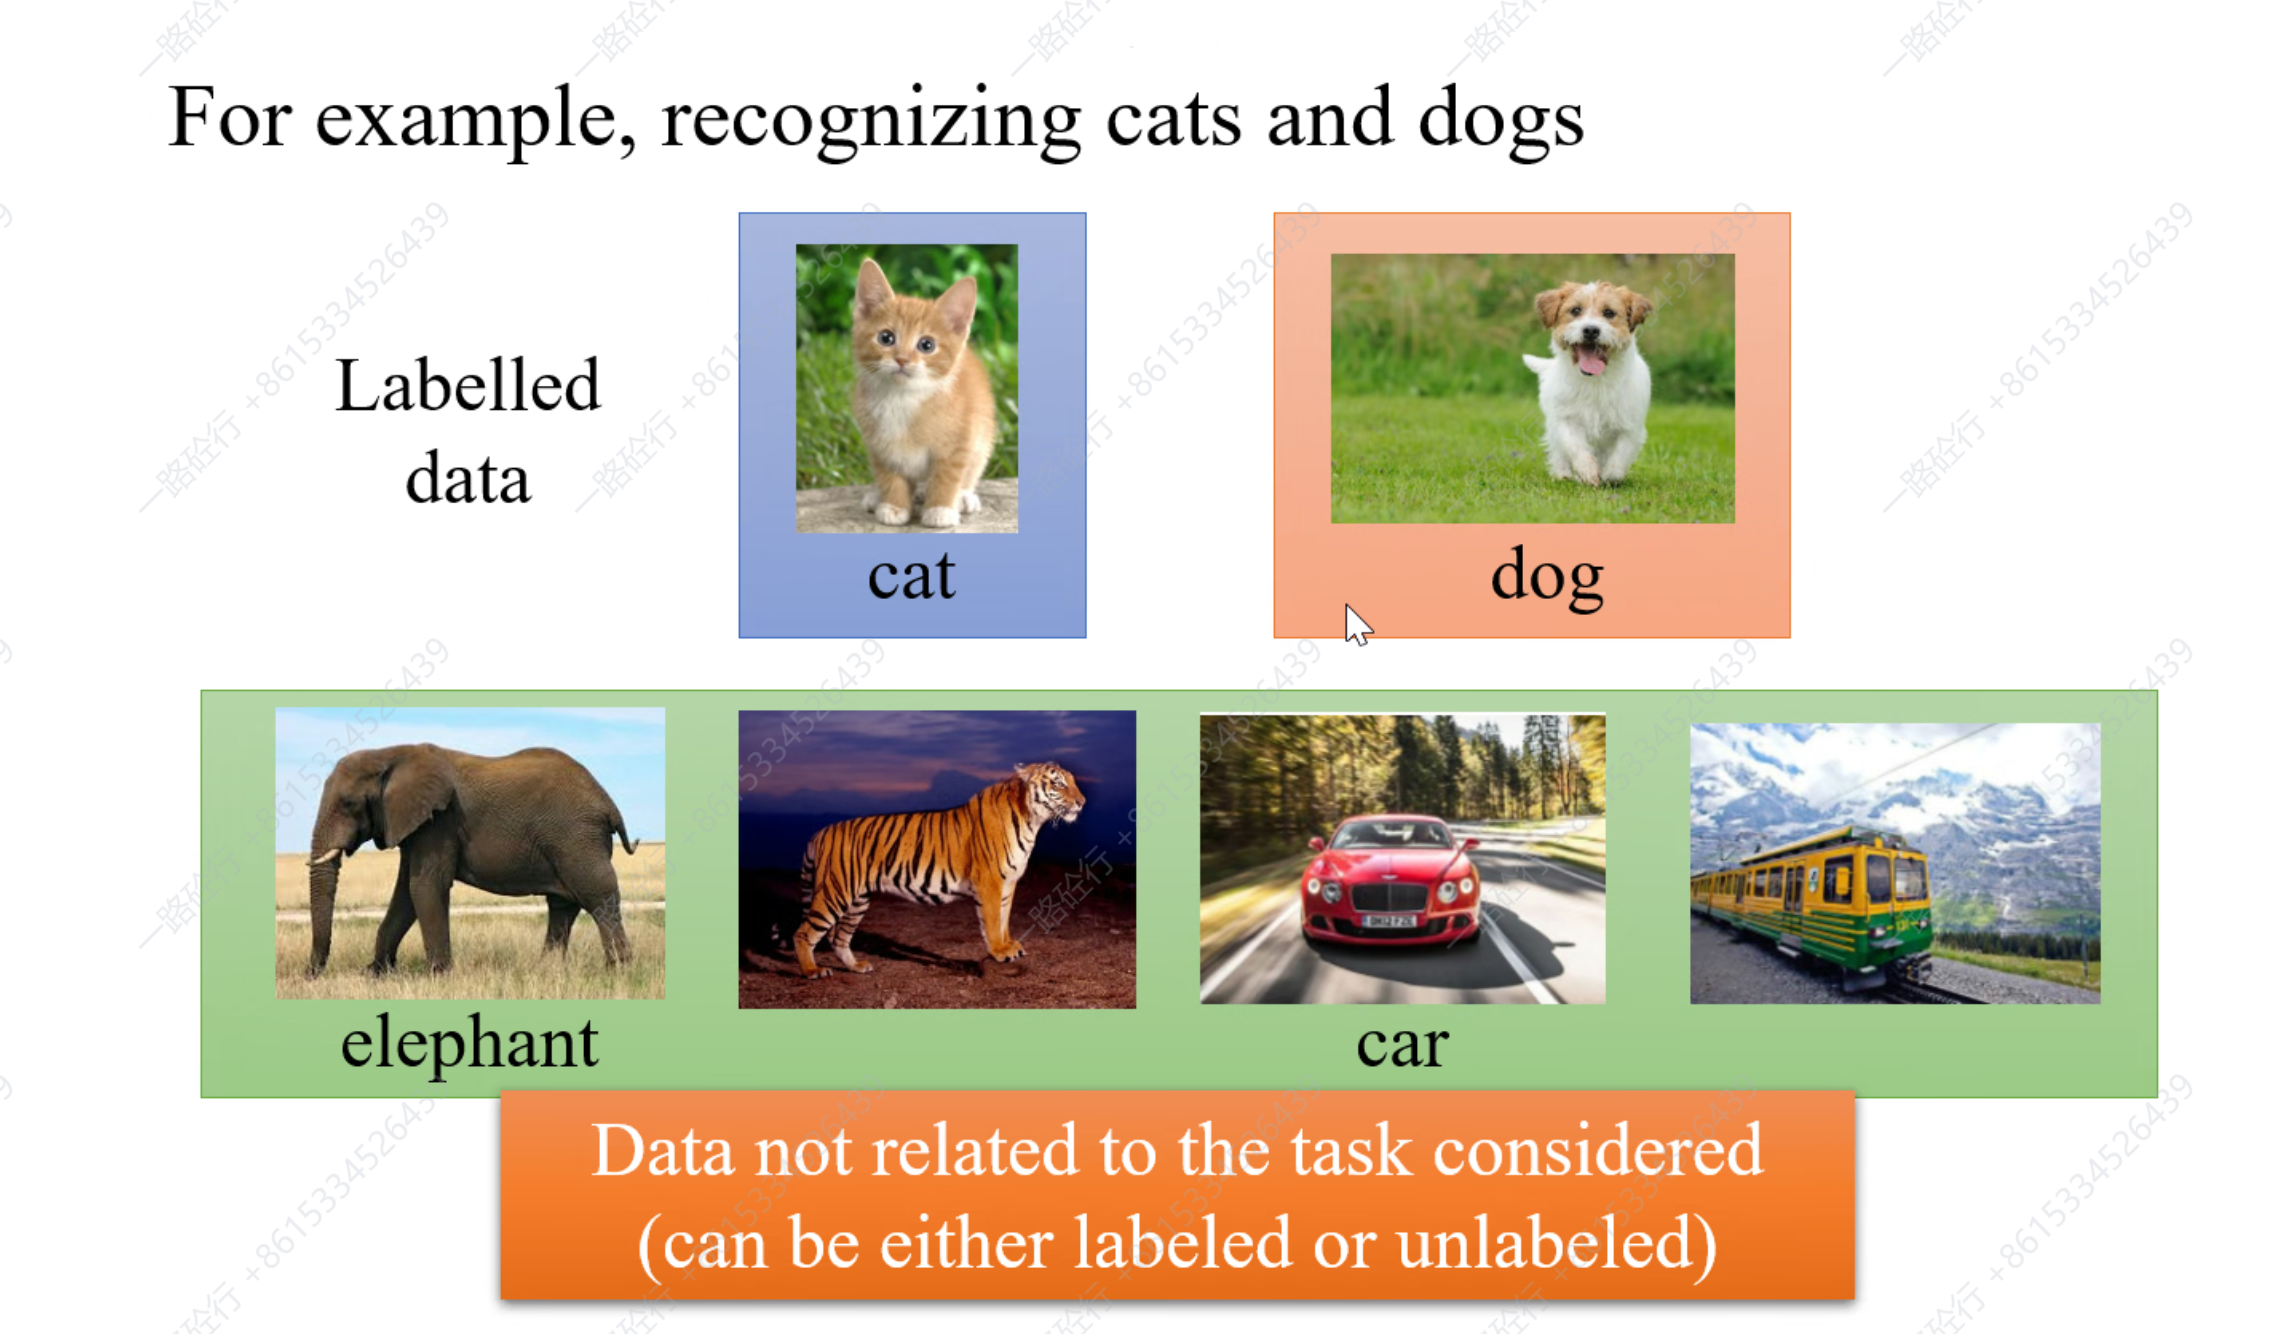 For example, recognizing cats and dogs
Labelled
data
cat
dog
elephant
car
Data not related to the task considered
(can be either labeled or unlabeled)
一路砼行 +8615334526439